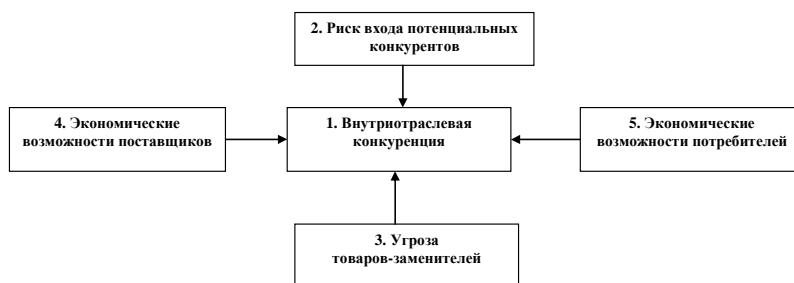 2. Риск входа потенциальных
конкурентов
4. Экономические
возможности поставщиков
1. Внутриотраслевая
конкуренция
5. Экономические
возможности потребителей
3. Угроза
товаров-заменителей